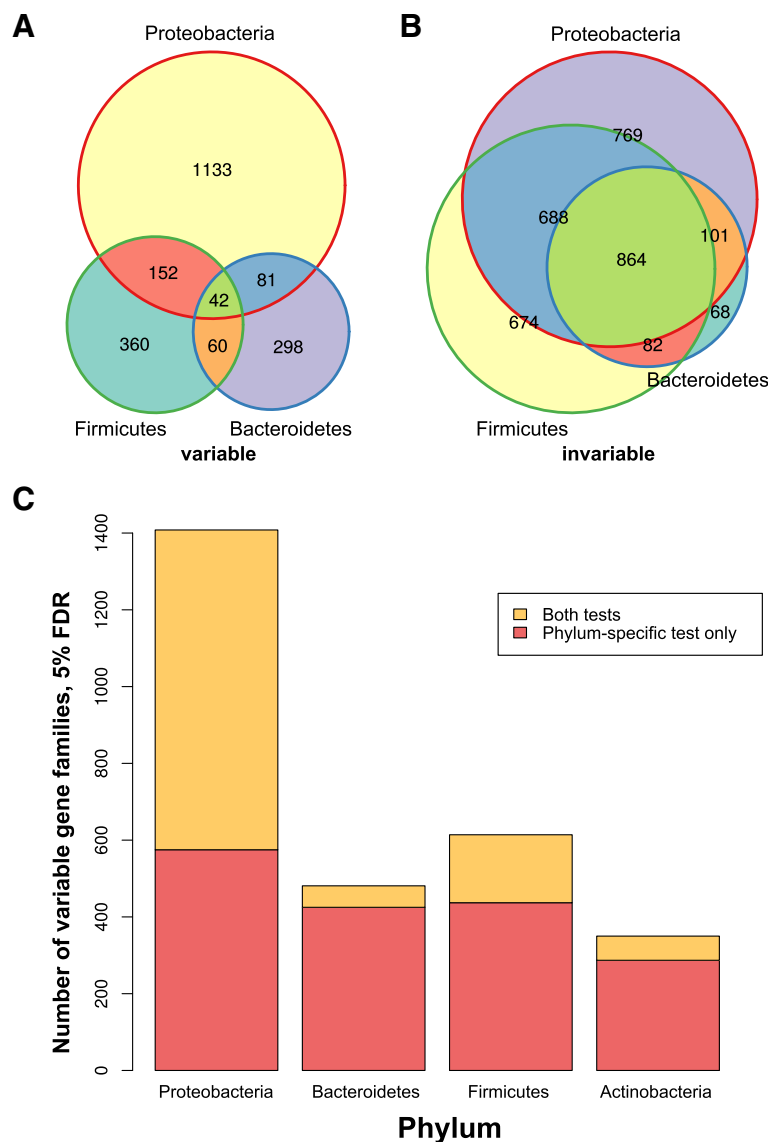 A
Proteobacteria
1133
152
81
42
360
60
298
Firmicutes
Bacteroidetes
variable
B
Proteobacteria
769
688
101
864
674
68
82
Bacteroidetes
Firmicutes
invariable
C
Number of variable gene families, 5% FDR
1400
1200
1000
800
600
400
200
0
Both tests
Phylum-specific test only
Proteobacteria
Bacteroidetes
Firmicutes
Actinobacteria
Phylum